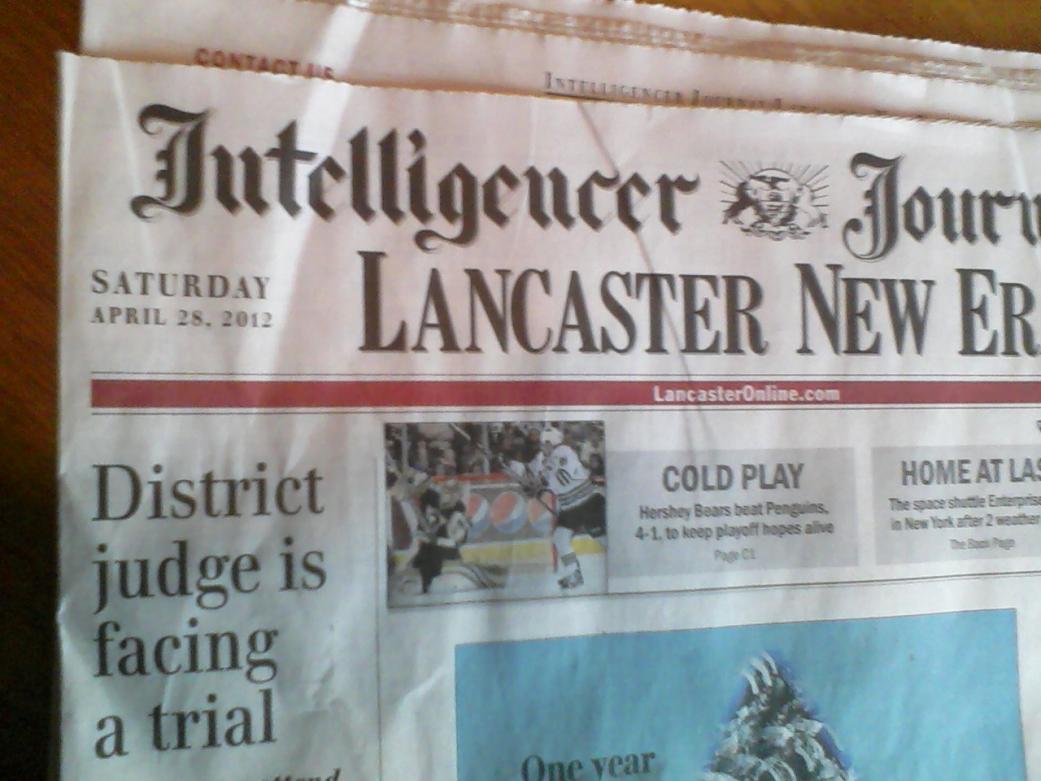 CONTACT US
INTELLIGENCER JOURNAL
Intelligencer Journ
SATURDAY
APRIL 28, 2012
LANCASTER NEW ER
LancasterOnline.com
District
judge is
facing
a trial
COLD PLAY
Hershey Bears beat Penguins,
4-1, to keep playoff hopes alive
Page C1
HOME AT LAS
The space shuttle Enterprise
in New York after 2 weather
The Back Page
One year